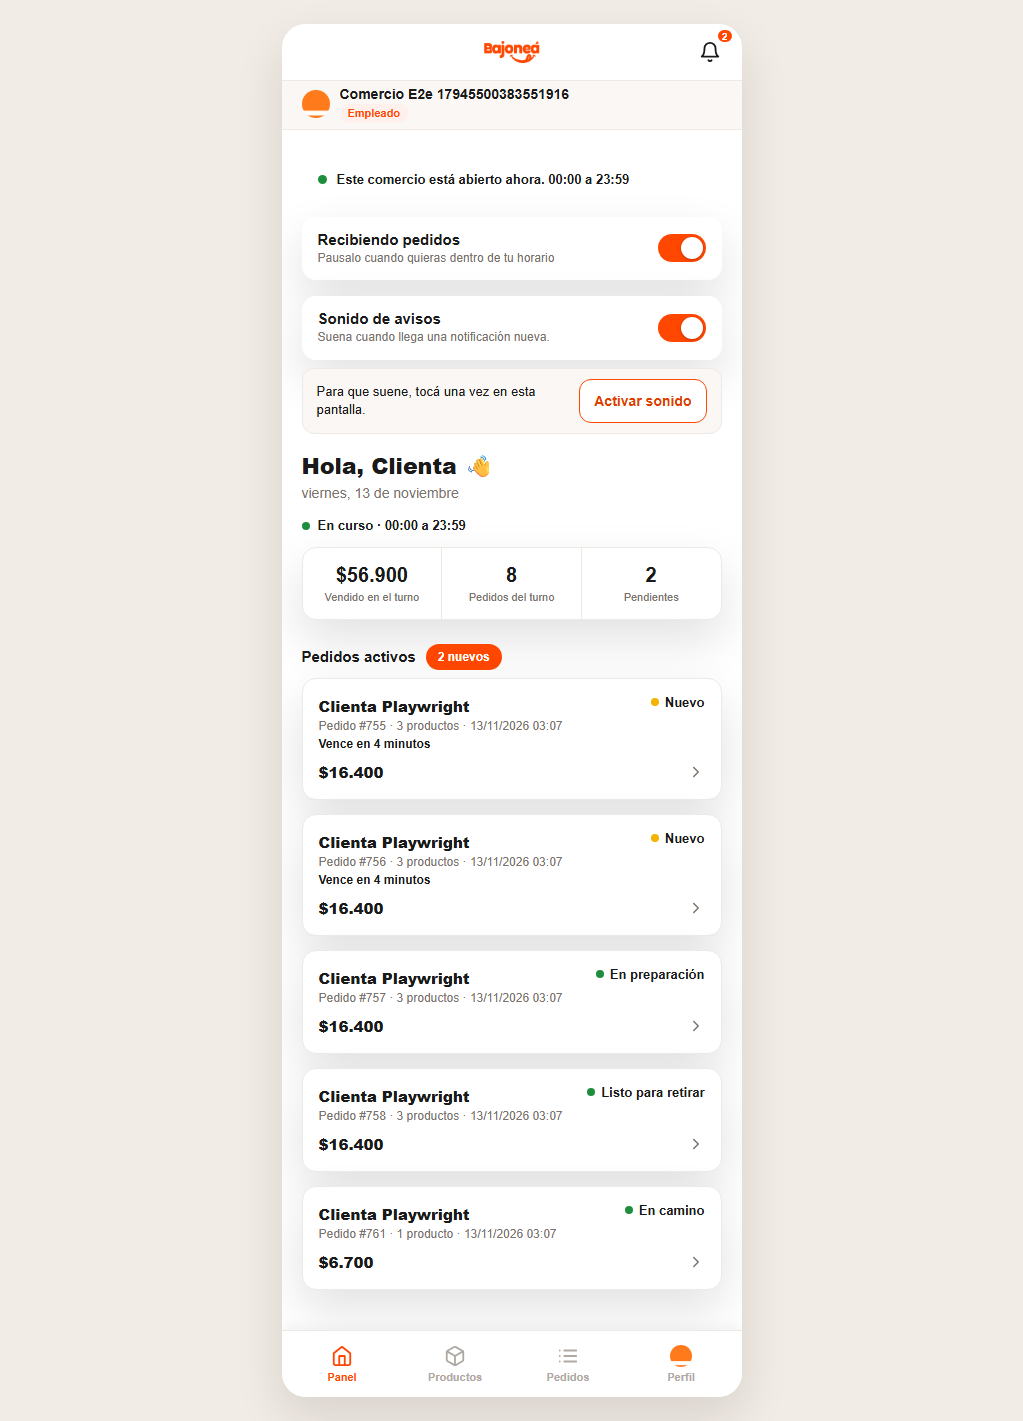 Bajoneá
2
Comercio E2e 17945500383551916
Empleado
Este comercio está abierto ahora. 00:00 a 23:59
Recibiendo pedidos
Pausalo cuando quieras dentro de tu horario
Sonido de avisos
Suena cuando llega una notificación nueva.
Para que suene, tocá una vez en esta
pantalla.
Activar sonido
Hola, Clienta 👋
viernes, 13 de noviembre
En curso · 00:00 a 23:59
$56.900
Vendido en el turno
8
Pedidos del turno
2
Pendientes
Pedidos activos
2 nuevos
Clienta Playwright
Nuevo
Pedido #755 · 3 productos · 13/11/2026 03:07
Vence en 4 minutos
$16.400
Clienta Playwright
Nuevo
Pedido #756 · 3 productos · 13/11/2026 03:07
Vence en 4 minutos
$16.400
Clienta Playwright
En preparación
Pedido #757 · 3 productos · 13/11/2026 03:07
$16.400
Clienta Playwright
Listo para retirar
Pedido #758 · 3 productos · 13/11/2026 03:07
$16.400
Clienta Playwright
En camino
Pedido #761 · 1 producto · 13/11/2026 03:07
$6.700
Panel
Productos
Pedidos
Perfil